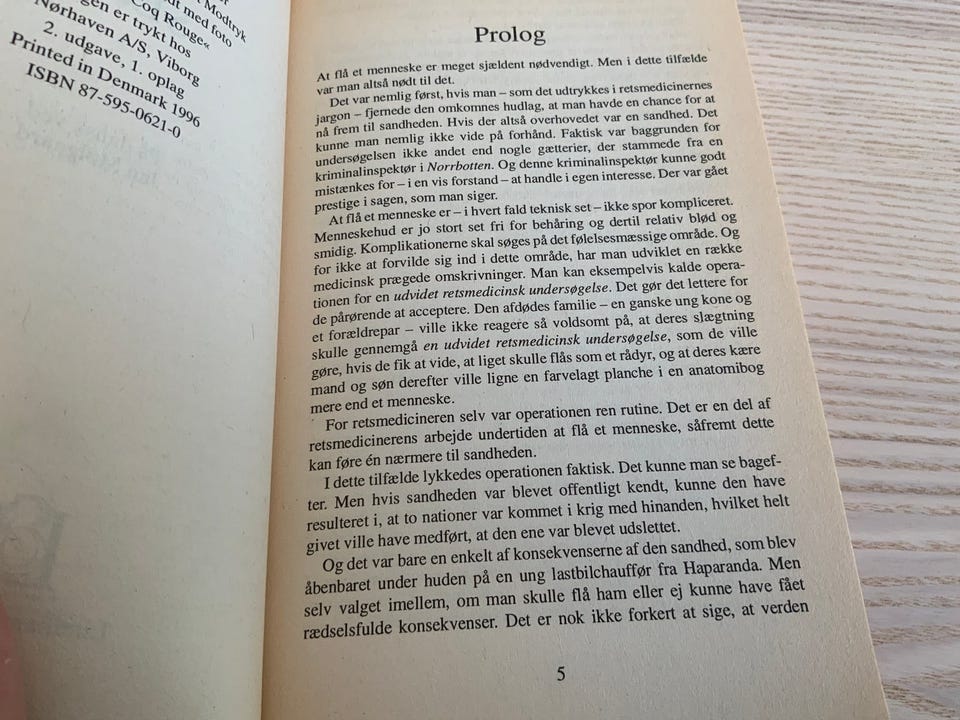 Modtryk
dt med foto
Coq Rouge«
gen er trykt hos
Nørhaven A/S, Viborg
2. udgave, 1. oplag
Printed in Denmark 1996
ISBN 87-595-0621-0
Prolog
At flå et menneske er meget sjældent nødvendigt. Men i dette tilfælde
var man altså nødt til det.
Det var nemlig først, hvis man – som det udtrykkes i retsmedicinernes
jargon – fjernede den omkomnes hudlag, at man havde en chance for at
nå frem til sandheden. Hvis der altså overhovedet var en sandhed. Det
kunne man nemlig ikke vide på forhånd. Faktisk var baggrunden for
undersøgelsen ikke andet end nogle gætterier, der stammede fra en
kriminalinspektør i Norrbotten. Og denne kriminalinspektør kunne godt
mistænkes for – i en vis forstand – at handle i egen interesse. Der var gået
prestige i sagen, som man siger.
At flå et menneske er – i hvert fald teknisk set – ikke spor kompliceret.
Menneskehud er jo stort set fri for behåring og dertil relativ blød og
smidig. Komplikationerne skal søges på det følelsesmæssige område. Og
for ikke at forvilde sig ind i dette område, har man udviklet en række
medicinsk prægede omskrivninger. Man kan eksempelvis kalde opera-
tionen for en udvidet retsmedicinsk undersøgelse. Det gør det lettere for
de pårørende at acceptere. Den afdødes familie – en ganske ung kone og
et forældrepar – ville ikke reagere så voldsomt på, at deres slægtning
skulle gennemgå en udvidet retsmedicinsk undersøgelse, som de ville
gøre, hvis de fik at vide, at liget skulle flås som et rådyr, og at deres kære
mand og søn derefter ville ligne en farvelagt planche i en anatomibog
mere end et menneske.
For retsmedicineren selv var operationen ren rutine. Det er en del af
retsmedicinerens arbejde undertiden at flå et menneske, såfremt dette
kan føre én nærmere til sandheden.
I dette tilfælde lykkedes operationen faktisk. Det kunne man se bagef-
ter. Men hvis sandheden var blevet offentligt kendt, kunne den have
resulteret i, at to nationer var kommet i krig med hinanden, hvilket helt
givet ville have medført, at den ene var blevet udslettet.
Og det var bare en enkelt af konsekvenserne af den sandhed, som blev
åbenbaret under huden på en ung lastbilchauffør fra Haparanda. Men
selv valget imellem, om man skulle flå ham eller ej kunne have fået
rædselsfulde konsekvenser. Det er nok ikke forkert at sige, at verden
5